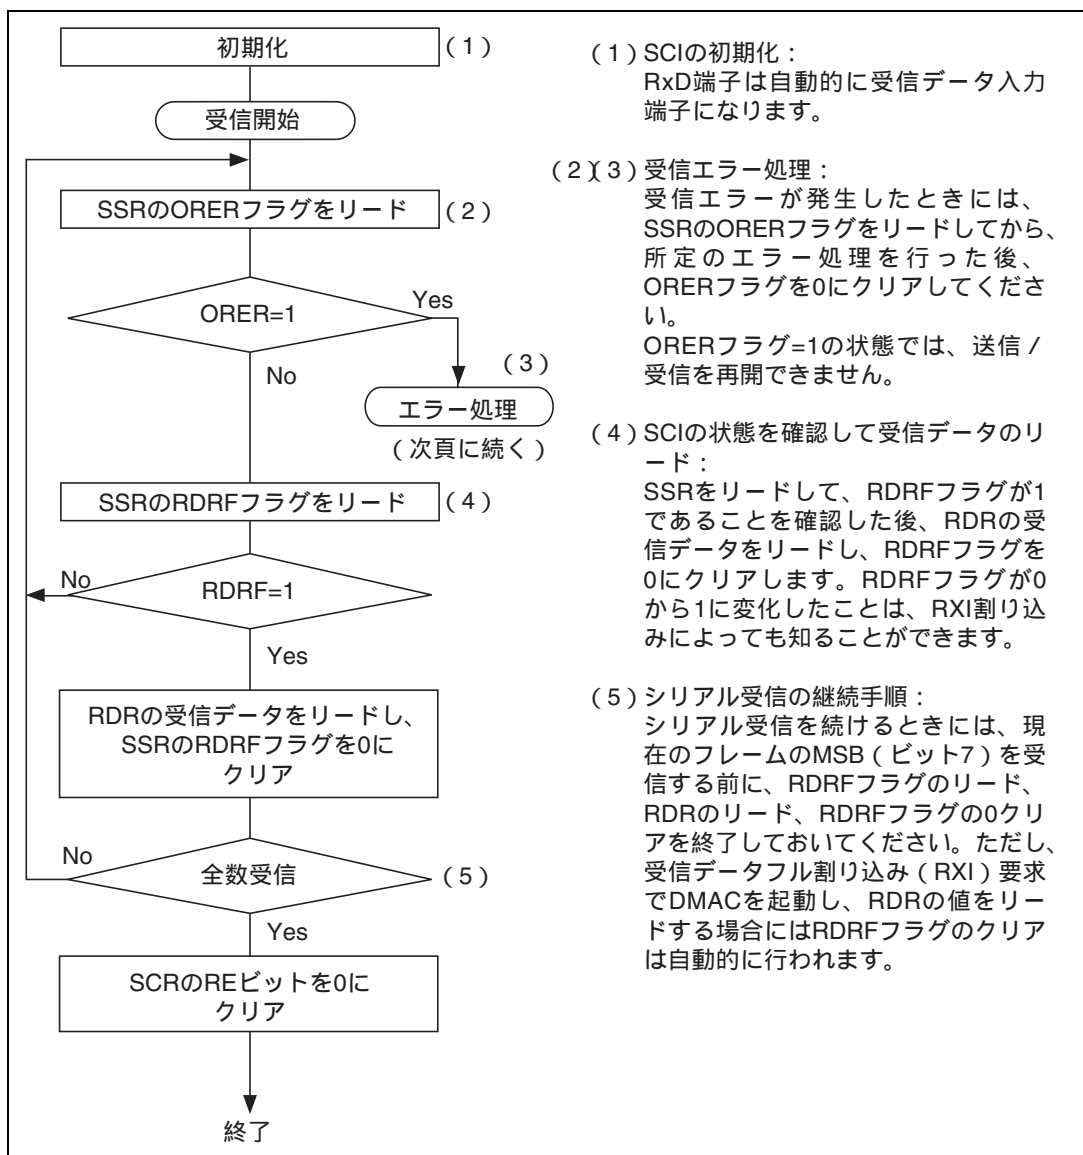 初期化
(1)
受信開始
SSRのORERフラグをリード
(2)
ORER=1
Yes
No
(3)
エラー処理
(次頁に続く)
SSRのRDRFフラグをリード
(4)
No
RDRF=1
Yes
RDRの受信データをリードし、
SSRのRDRFフラグを0に
クリア
No
全数受信
(5)
Yes
SCRのREビットを0に
クリア
終了
(1)SCIの初期化:
RxD端子は自動的に受信データ入力
端子になります。
(2)(3)受信エラー処理:
受信エラーが発生したときには、
SSRのORERフラグをリードしてから、
所定のエラー処理を行った後、
ORERフラグを0にクリアしてくださ
い。
ORERフラグ=1の状態では、送信/
受信を再開できません。
(4)SCIの状態を確認して受信データのリ
ード:
SSRをリードして、RDRFフラグが1
であることを確認した後、RDRの受
信データをリードし、RDRFフラグを
0にクリアします。RDRFフラグが0
から1に変化したことは、RXI割り込
みによっても知ることができます。
(5)シリアル受信の継続手順:
シリアル受信を続けるときには、現
在のフレームのMSB(ビット7)を受
信する前に、RDRFフラグのリード、
RDRのリード、RDRFフラグの0クリ
アを終了しておいてください。ただし、
受信データフル割り込み(RXI)要求
でDMACを起動し、RDRの値をリー
ドする場合にはRDRFフラグのクリア
は自動的に行われます。